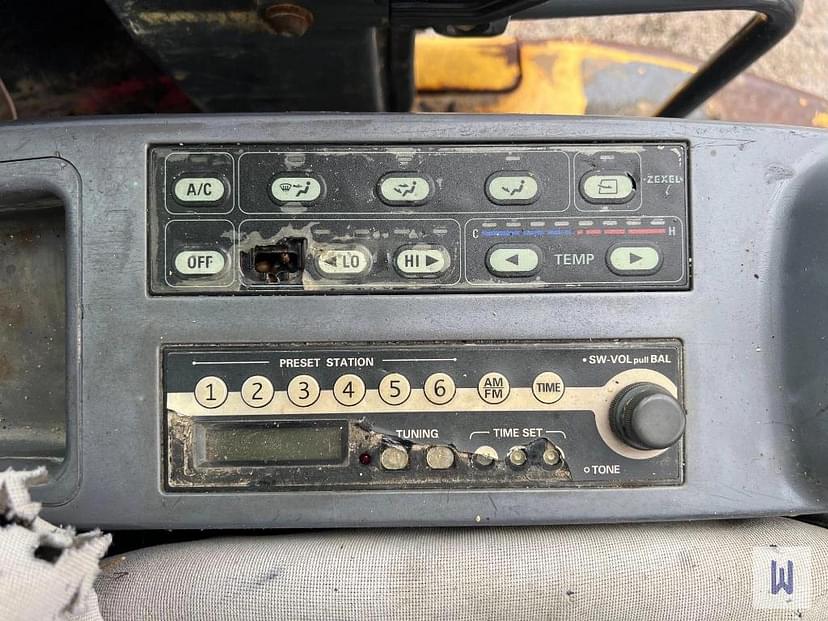 A/C
ZEXEL
C H
OFF
◄ LO
HI ►
◄ TEMP ►
PRESET STATION
• SW-VOL pull BAL
1 2 3 4 5 6 AM FM TIME
TUNING
TIME SET
○ TONE
W